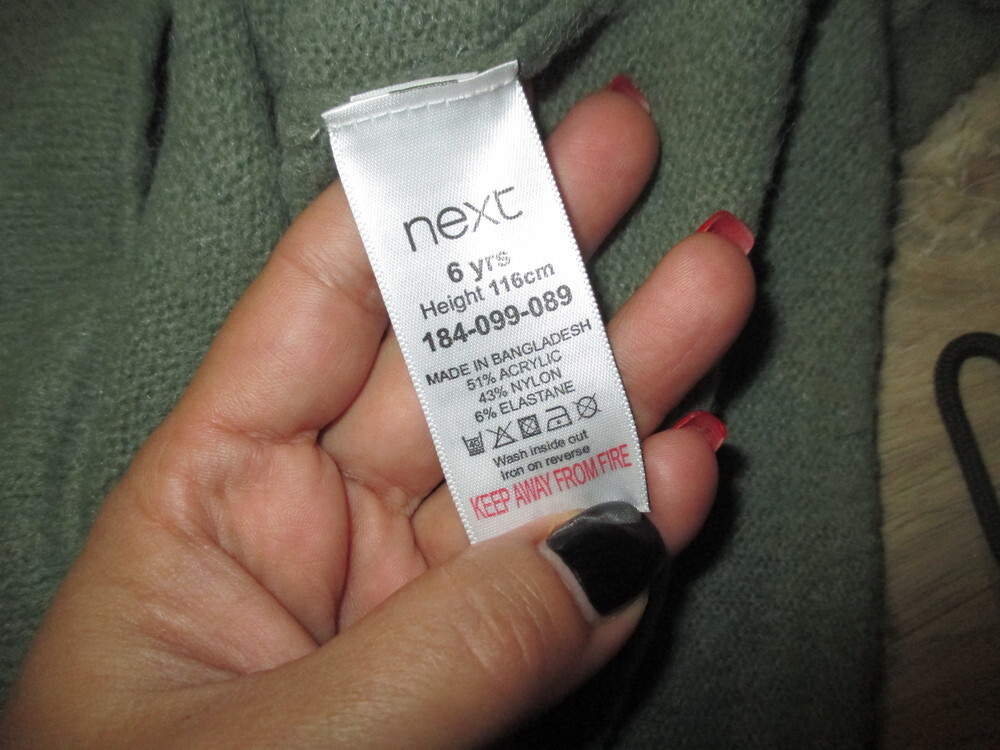 next
6 yrs
Height 116cm
184-099-089
MADE IN BANGLADESH
51% ACRYLIC
43% NYLON
6% ELASTANE
Wash inside out
Iron on reverse
KEEP AWAY FROM FIRE